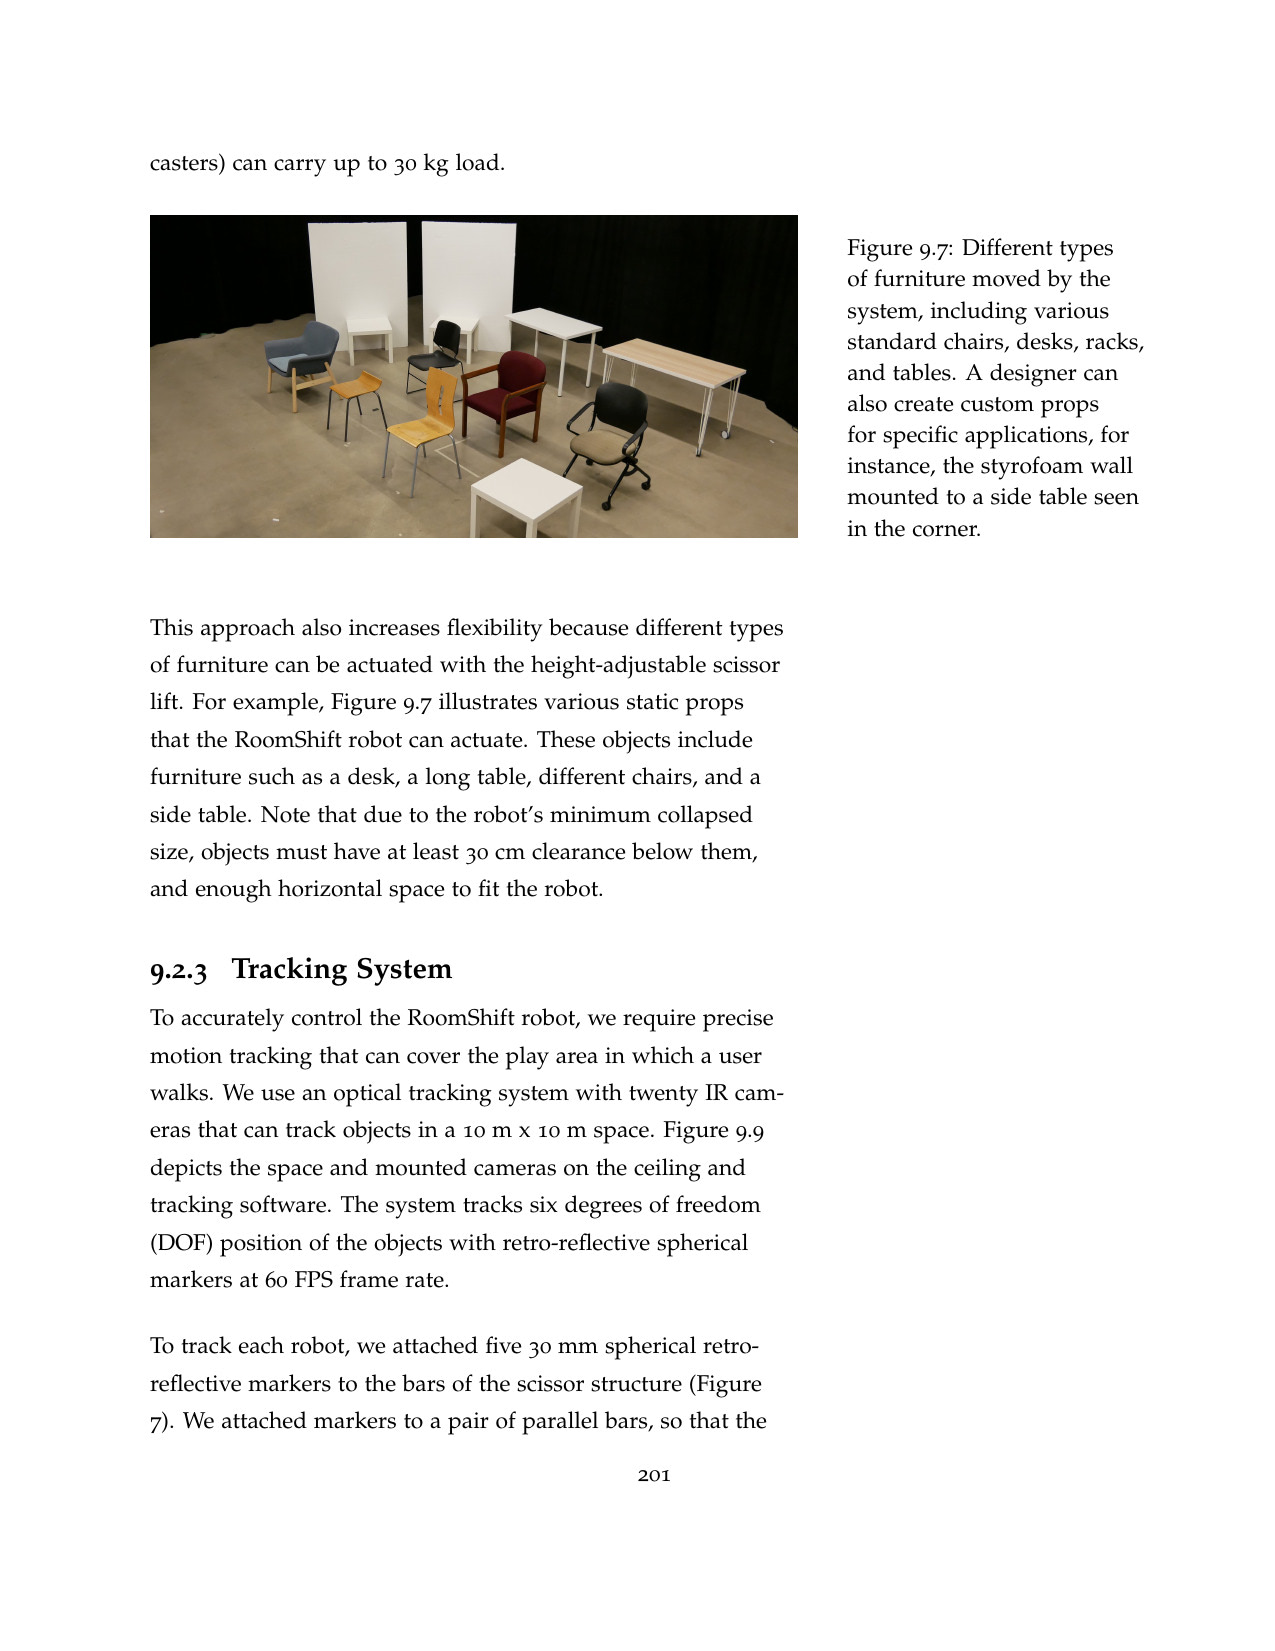 casters) can carry up to 30 kg load.
Figure 9.7: Different types
of furniture moved by the
system, including various
standard chairs, desks, racks,
and tables. A designer can
also create custom props
for specific applications, for
instance, the styrofoam wall
mounted to a side table seen
in the corner.
This approach also increases flexibility because different types
of furniture can be actuated with the height-adjustable scissor
lift. For example, Figure 9.7 illustrates various static props
that the RoomShift robot can actuate. These objects include
furniture such as a desk, a long table, different chairs, and a
side table. Note that due to the robot's minimum collapsed
size, objects must have at least 30 cm clearance below them,
and enough horizontal space to fit the robot.
9.2.3 Tracking System
To accurately control the RoomShift robot, we require precise
motion tracking that can cover the play area in which a user
walks. We use an optical tracking system with twenty IR cam-
eras that can track objects in a 10 m x 10 m space. Figure 9.9
depicts the space and mounted cameras on the ceiling and
tracking software. The system tracks six degrees of freedom
(DOF) position of the objects with retro-reflective spherical
markers at 60 FPS frame rate.
To track each robot, we attached five 30 mm spherical retro-
reflective markers to the bars of the scissor structure (Figure
7). We attached markers to a pair of parallel bars, so that the
201